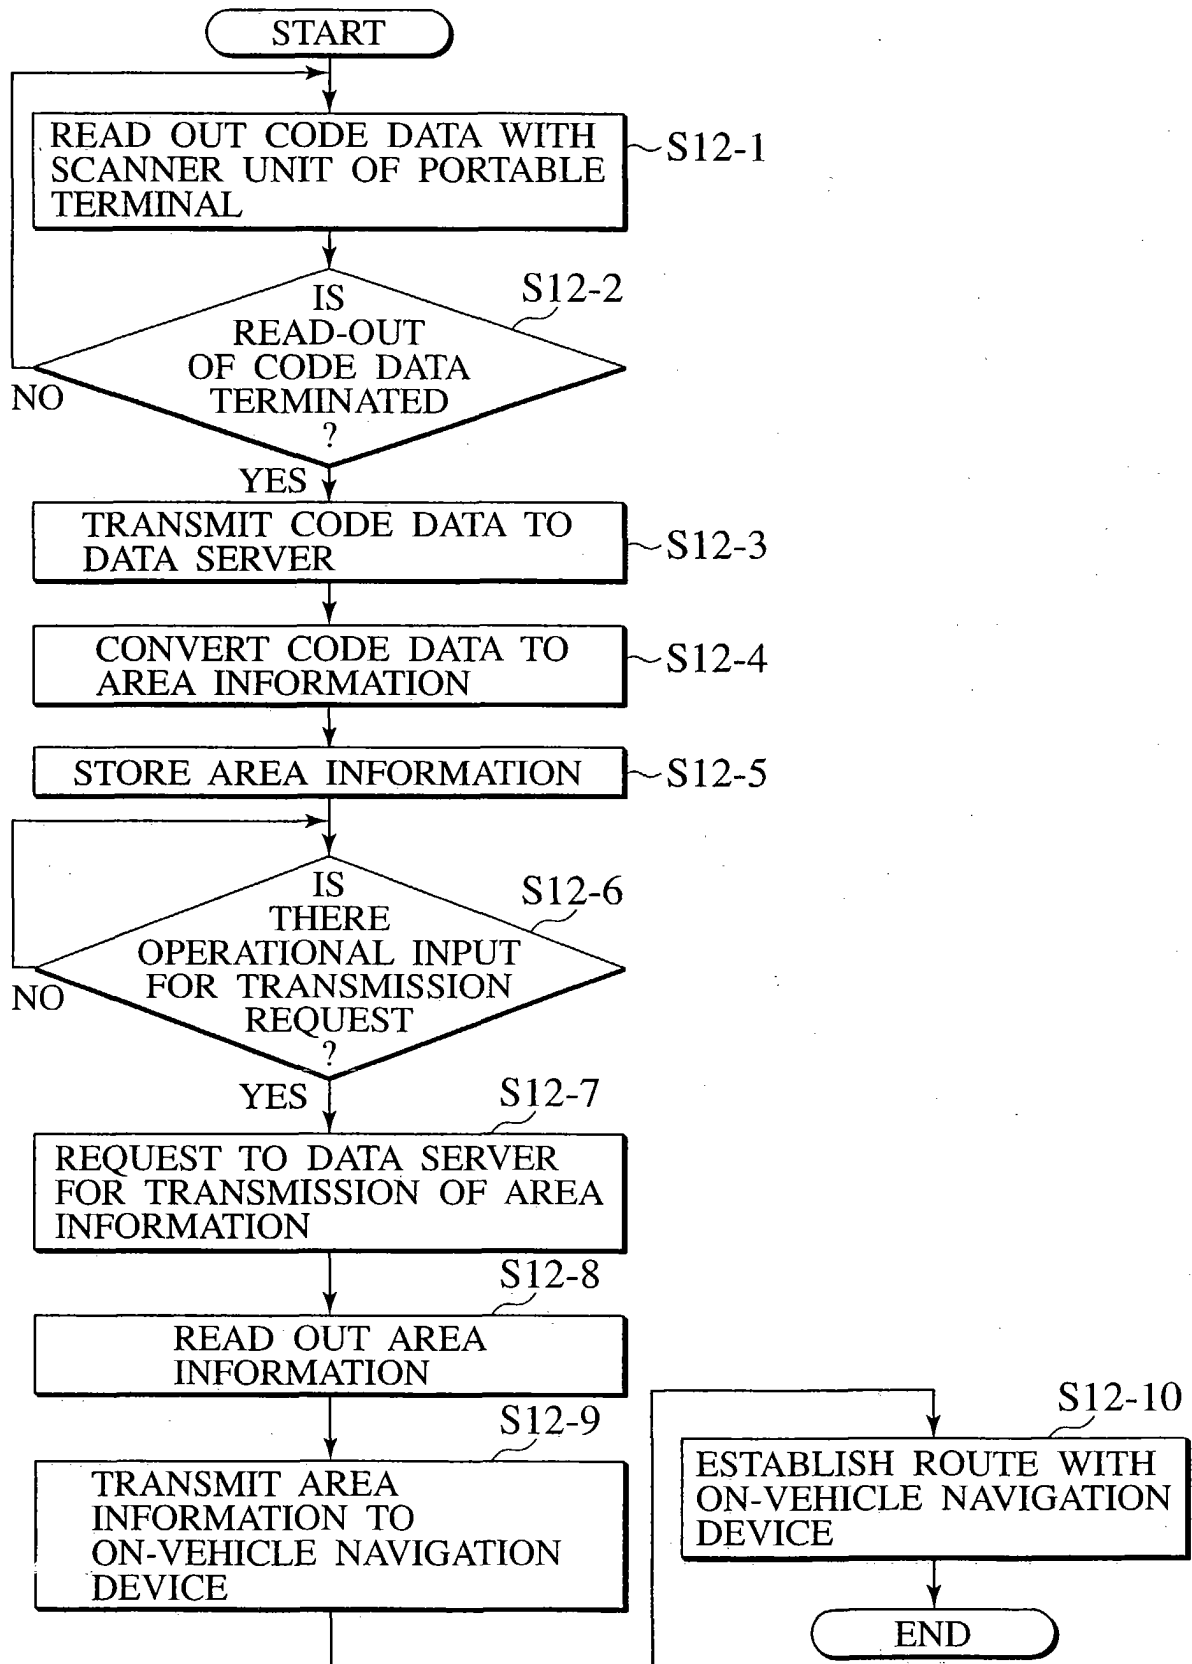 START
READ OUT CODE DATA WITH
SCANNER UNIT OF PORTABLE
TERMINAL
S12-1
S12-2
IS
READ-OUT
OF CODE DATA
TERMINATED
?
NO
YES
TRANSMIT CODE DATA TO
DATA SERVER
S12-3
CONVERT CODE DATA TO
AREA INFORMATION
S12-4
STORE AREA INFORMATION
S12-5
S12-6
IS
THERE
OPERATIONAL INPUT
FOR TRANSMISSION
REQUEST
?
NO
YES
S12-7
REQUEST TO DATA SERVER
FOR TRANSMISSION OF AREA
INFORMATION
S12-8
READ OUT AREA
INFORMATION
S12-9
TRANSMIT AREA
INFORMATION TO
ON-VEHICLE NAVIGATION
DEVICE
S12-10
ESTABLISH ROUTE WITH
ON-VEHICLE NAVIGATION
DEVICE
END